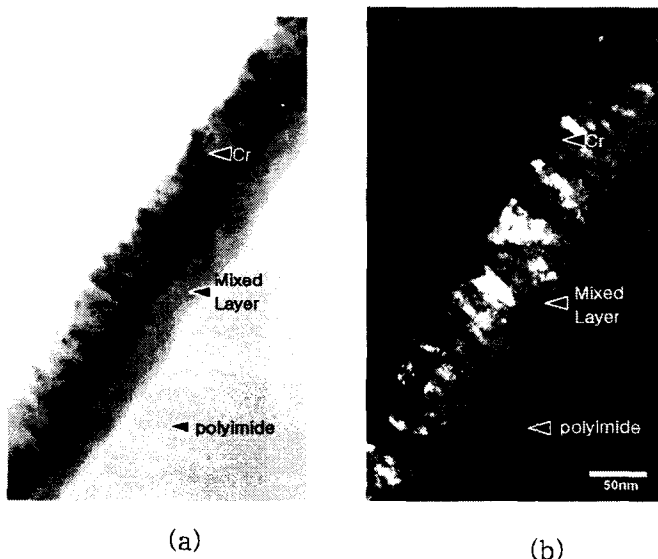 Cr
Mixed
Layer
polyimide
(a)
Cr
Mixed
Layer
polyimide
50nm
(b)